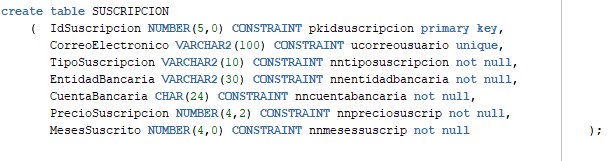 create table SUSCRIPCION
( IdSuscripcion NUMBER(5,0) CONSTRAINT pkidsuscripcion primary key,
CorreoElectronico VARCHAR2(100) CONSTRAINT ucorreousuario unique,
TipoSuscripcion VARCHAR2(10) CONSTRAINT nntiposuscripcion not null,
EntidadBancaria VARCHAR2(30) CONSTRAINT nnentidadbancaria not null,
CuentaBancaria CHAR(24) CONSTRAINT nncuentabancaria not null,
PrecioSuscripcion NUMBER(4,2) CONSTRAINT nnpreciosuscrip not null,
MesesSuscrito NUMBER(4,0) CONSTRAINT nnmesessuscrip not null );